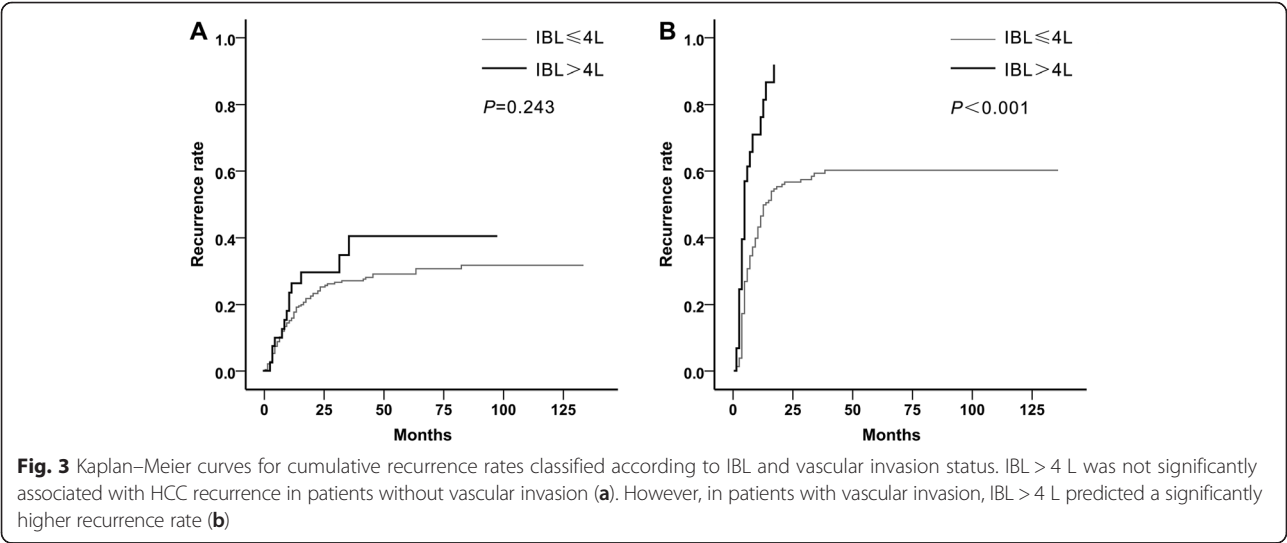 A
1.0
0.8
0.6
0.4
0.2
0.0
Recurrence rate
0 25 50 75 100 125
Months
IBL⩽4L
IBL>4L
P=0.243
B
1.0
0.8
0.6
0.4
0.2
0.0
Recurrence rate
0 25 50 75 100 125
Months
IBL⩽4L
IBL>4L
P<0.001
Fig. 3 Kaplan–Meier curves for cumulative recurrence rates classified according to IBL and vascular invasion status. IBL > 4 L was not significantly
associated with HCC recurrence in patients without vascular invasion (a). However, in patients with vascular invasion, IBL > 4 L predicted a significantly
higher recurrence rate (b)